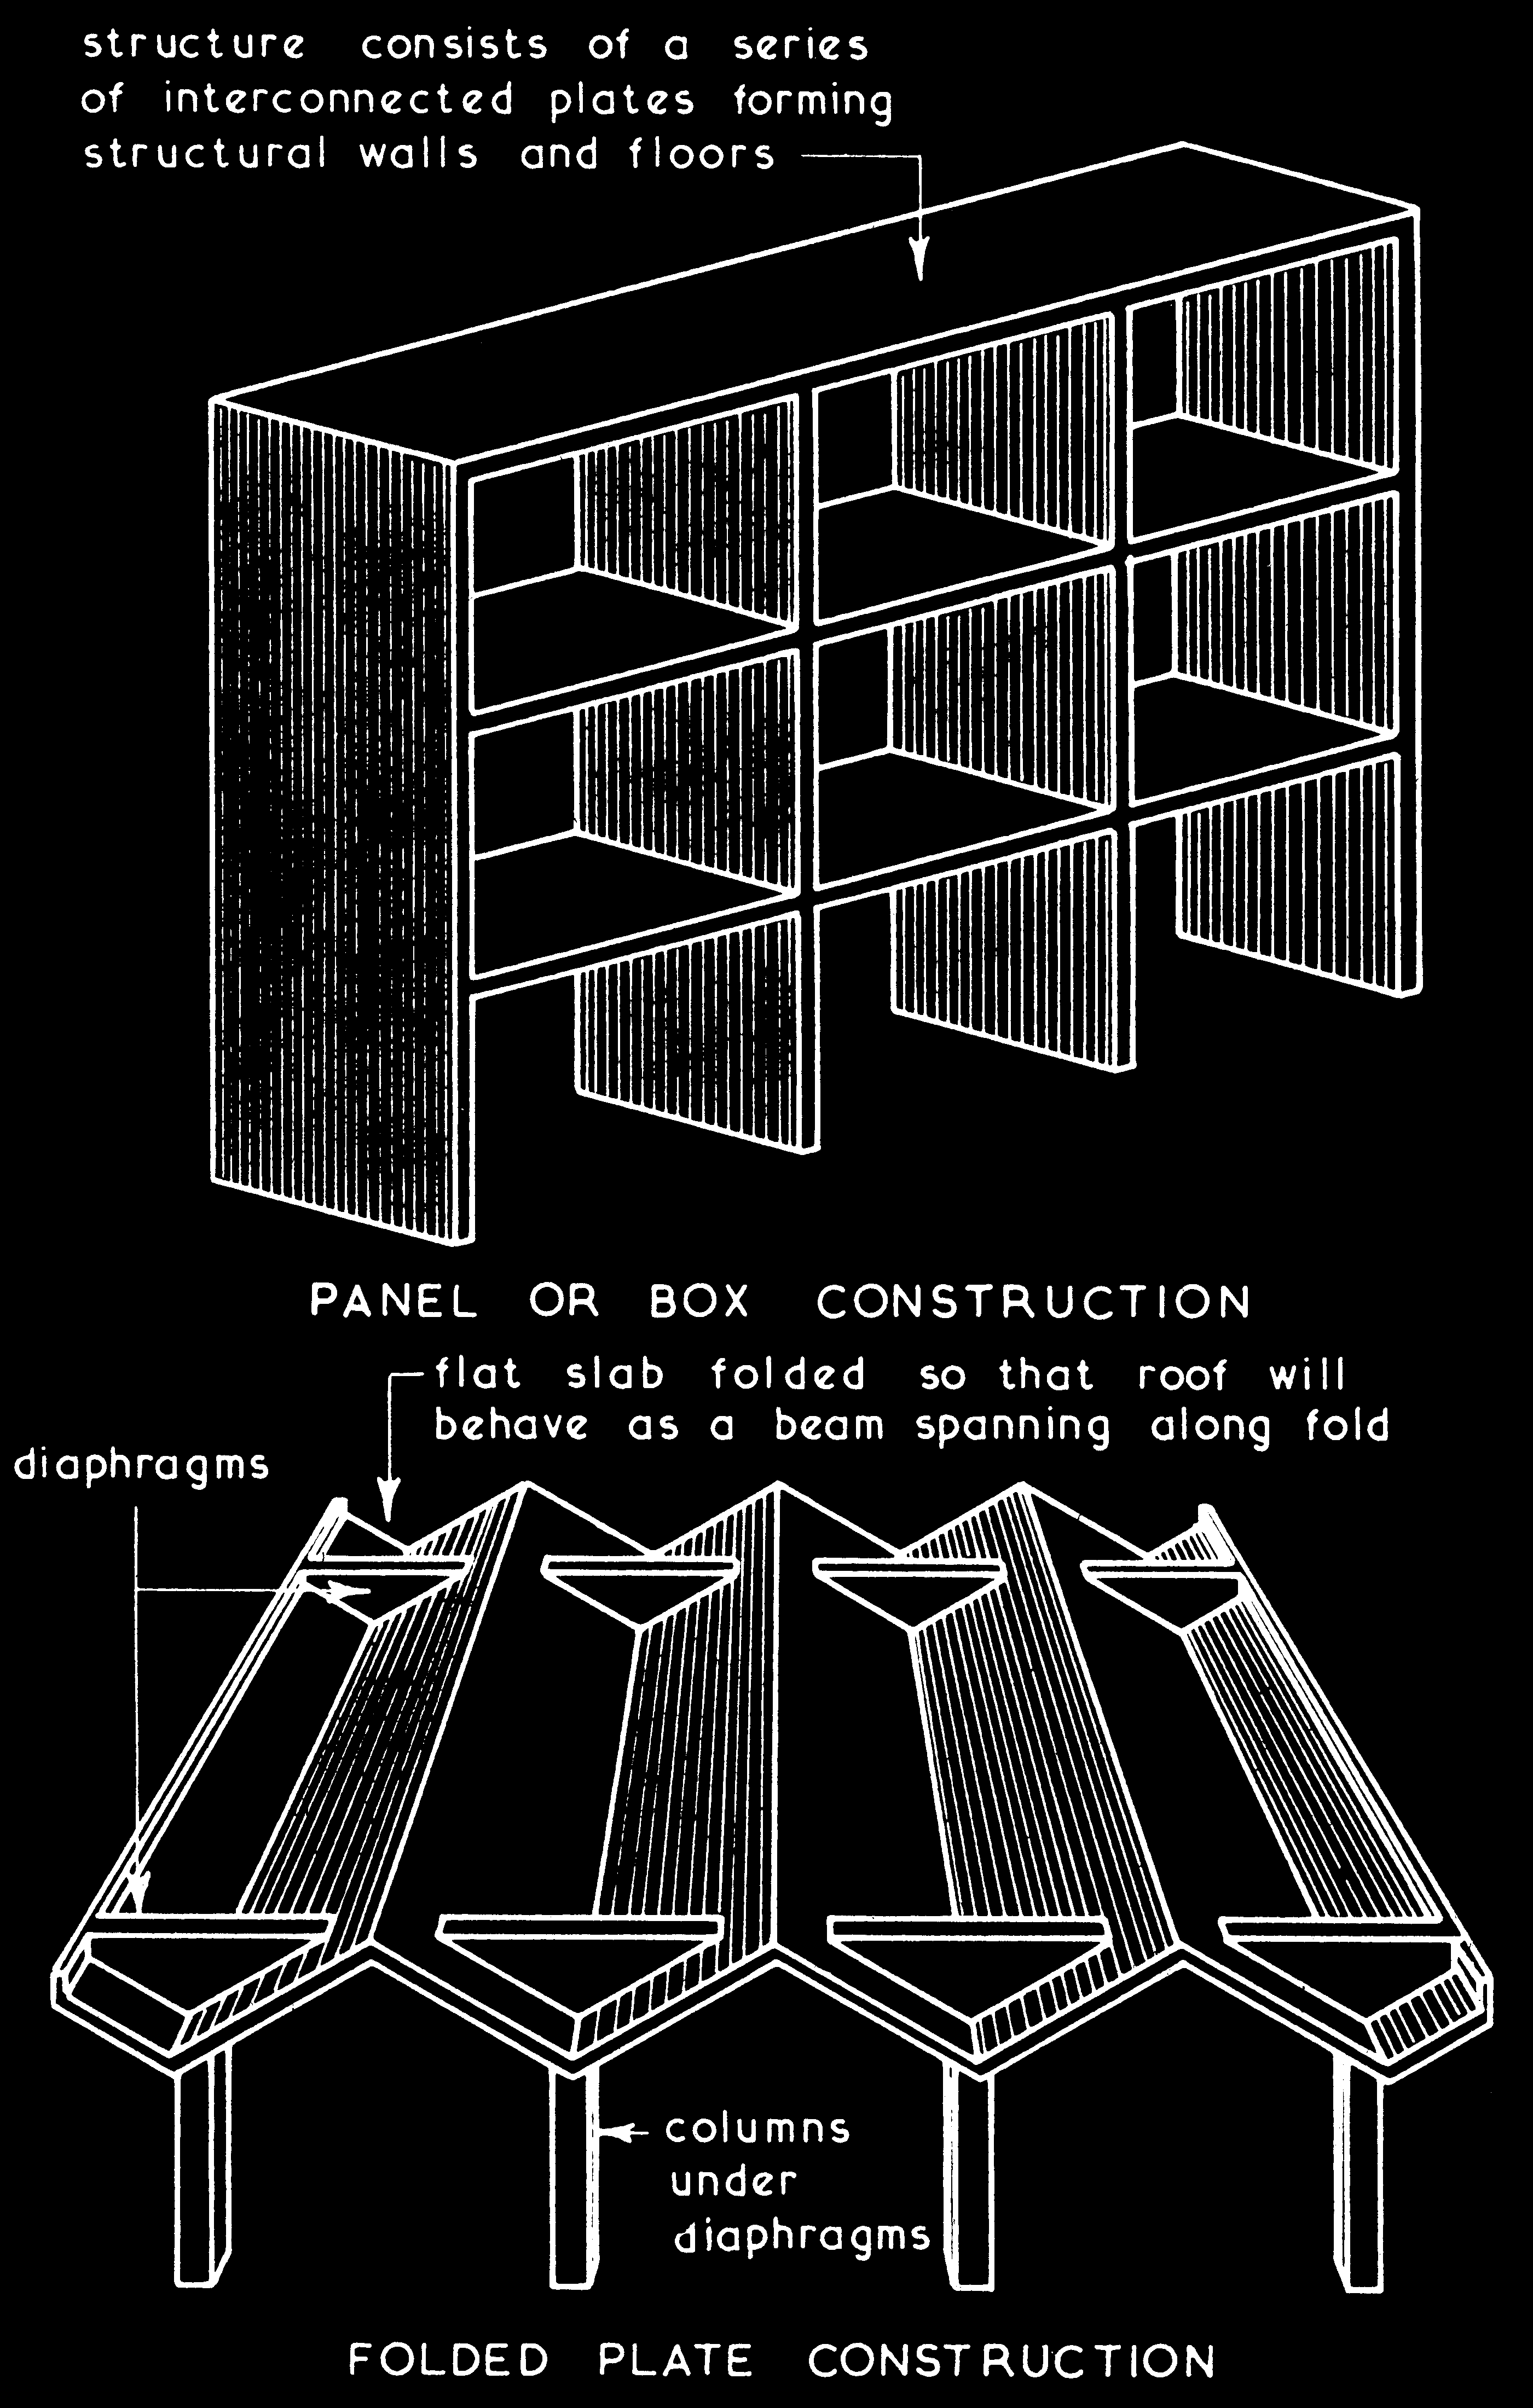 structure consists of a series
of interconnected plates forming
structural walls and floors
PANEL OR BOX CONSTRUCTION
flat slab folded so that roof will
behave as a beam spanning along fold
diaphragms
columns
under
diaphragms
FOLDED PLATE CONSTRUCTION